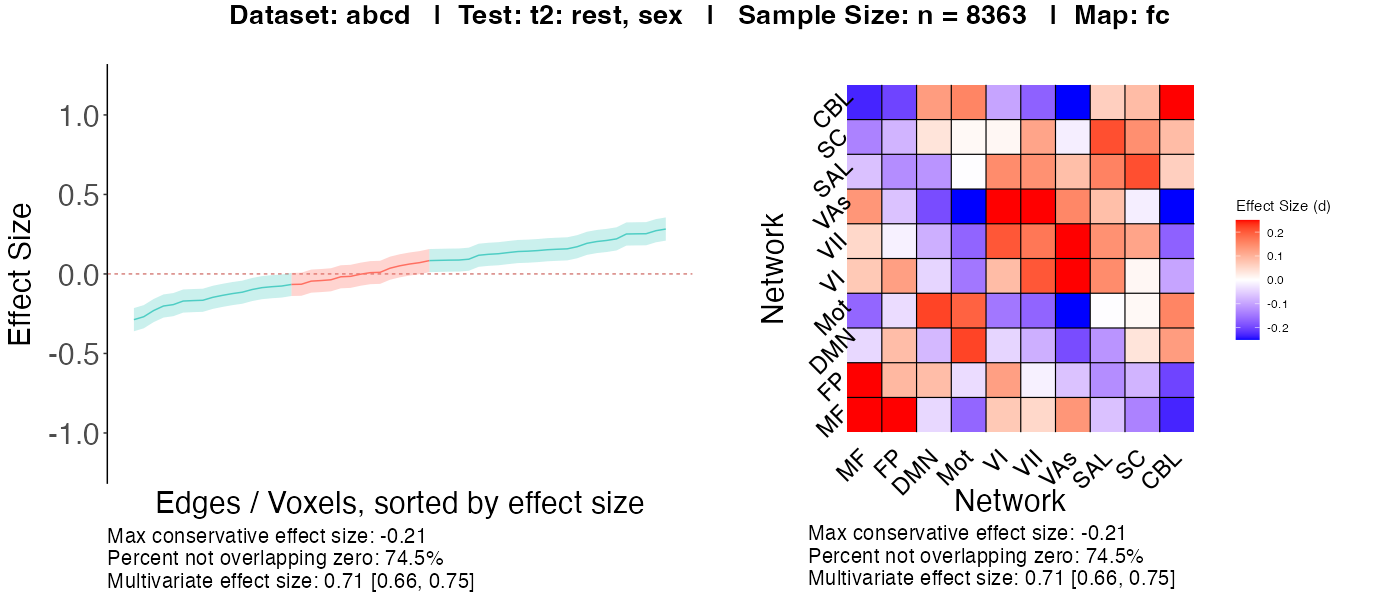 Dataset: abcd | Test: t2: rest, sex | Sample Size: n = 8363 | Map: fc
Effect Size
1.0
0.5
0.0
-0.5
-1.0
Edges / Voxels, sorted by effect size
Max conservative effect size: -0.21
Percent not overlapping zero: 74.5%
Multivariate effect size: 0.71 [0.66, 0.75]
Network
CBL
SC
SAL
VAs
VII
VI
Mot
DMN
FP
MF
MF
FP
DMN
Mot
VI
VII
VAs
SAL
SC
CBL
Network
Max conservative effect size: -0.21
Percent not overlapping zero: 74.5%
Multivariate effect size: 0.71 [0.66, 0.75]
Effect Size (d)
0.2
0.1
0.0
-0.1
-0.2